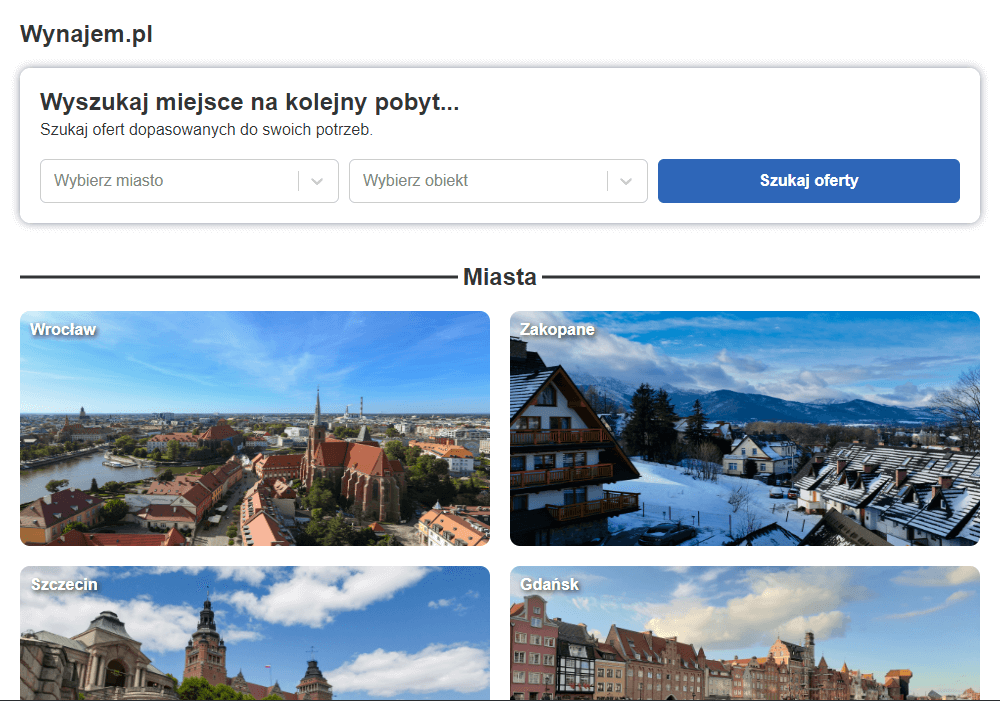 Wynajem.pl
Wyszukaj miejsce na kolejny pobyt...
Szukaj ofert dopasowanych do swoich potrzeb.
Wybierz miasto
Wybierz obiekt
Szukaj oferty
Miasta
Wrocław
Zakopane
Szczecin
Gdańsk